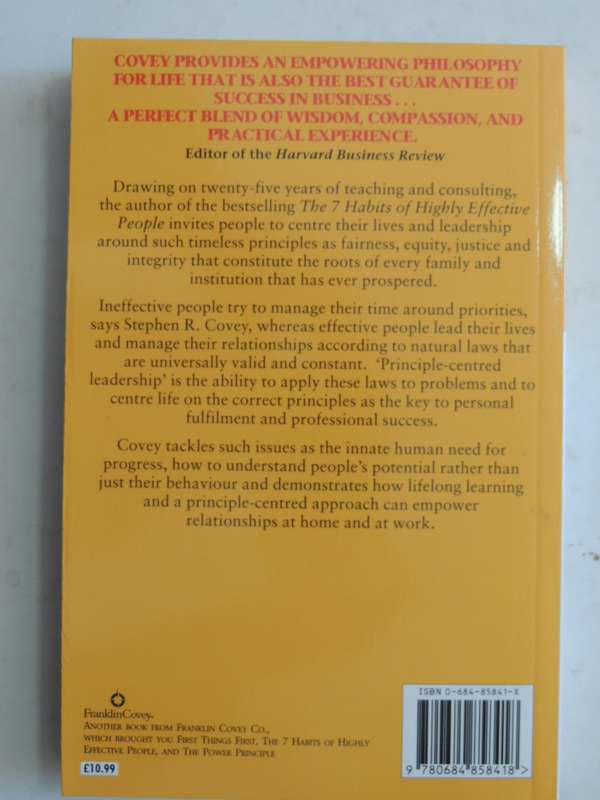 COVEY PROVIDES AN EMPOWERING PHILOSOPHY
FOR LIFE THAT IS ALSO THE BEST GUARANTEE OF
SUCCESS IN BUSINESS . . .
A PERFECT BLEND OF WISDOM, COMPASSION, AND
PRACTICAL EXPERIENCE.
Editor of the Harvard Business Review
Drawing on twenty-five years of teaching and consulting,
the author of the bestselling The 7 Habits of Highly Effective
People invites people to centre their lives and leadership
around such timeless principles as fairness, equity, justice and
integrity that constitute the roots of every family and
institution that has ever prospered.
Ineffective people try to manage their time around priorities,
says Stephen R. Covey, whereas effective people lead their lives
and manage their relationships according to natural laws that
are universally valid and constant. ‘Principle-centred
leadership’ is the ability to apply these laws to problems and to
centre life on the correct principles as the key to personal
fulfilment and professional success.
Covey tackles such issues as the innate human need for
progress, how to understand people's potential rather than
just their behaviour and demonstrates how lifelong learning
and a principle-centred approach can empower
relationships at home and at work.
FranklinCovey.
ANOTHER BOOK FROM FRANKLIN COVEY CO.,
WHICH BROUGHT YOU FIRST THINGS FIRST, THE 7 HABITS OF HIGHLY
EFFECTIVE PEOPLE, AND THE POWER PRINCIPLE
£10.99
ISBN 0-684-85841-X
9 780684 858418 >